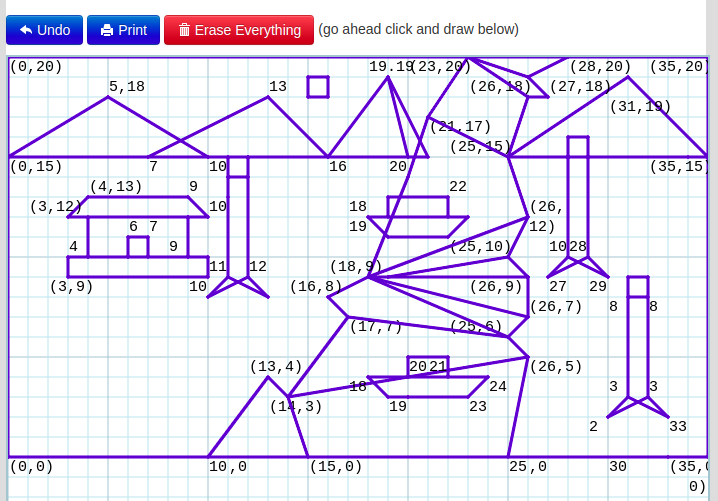 Undo Print Erase Everything (go ahead click and draw below)
(0,20) 19.19 (23,20) (28,20) (35,20)
5,18 13 (26,18) (27,18)
(31,19)
(21,17)
(25,15)
(0,15) 7 10 16 20 (35,15)
(4,13) 9 22
(3,12) 10 18 (26,
6 7 19 12)
4 9 (25,10) 10 28
11 12 (18,9)
(3,9) 10 (16,8) (26,9) 27 29
(26,7) 8 8
(17,7) (25,6)
(13,4) 20 21 (26,5)
18 24 3 3
(14,3) 19 23
2 33
(0,0) 10,0 (15,0) 25,0 30 (35,0
0)